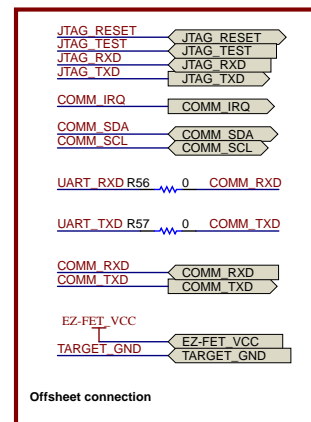 JTAG_RESET JTAG_RESET
JTAG_TEST JTAG_TEST
JTAG_RXD JTAG_RXD
JTAG_TXD JTAG_TXD
COMM_IRQ COMM_IRQ
COMM_SDA COMM_SDA
COMM_SCL COMM_SCL
UART_RXD R56 0 COMM_RXD
UART_TXD R57 0 COMM_TXD
COMM_RXD COMM_RXD
COMM_TXD COMM_TXD
EZ-FET_VCC
EZ-FET_VCC
TARGET_GND TARGET_GND
Offsheet connection